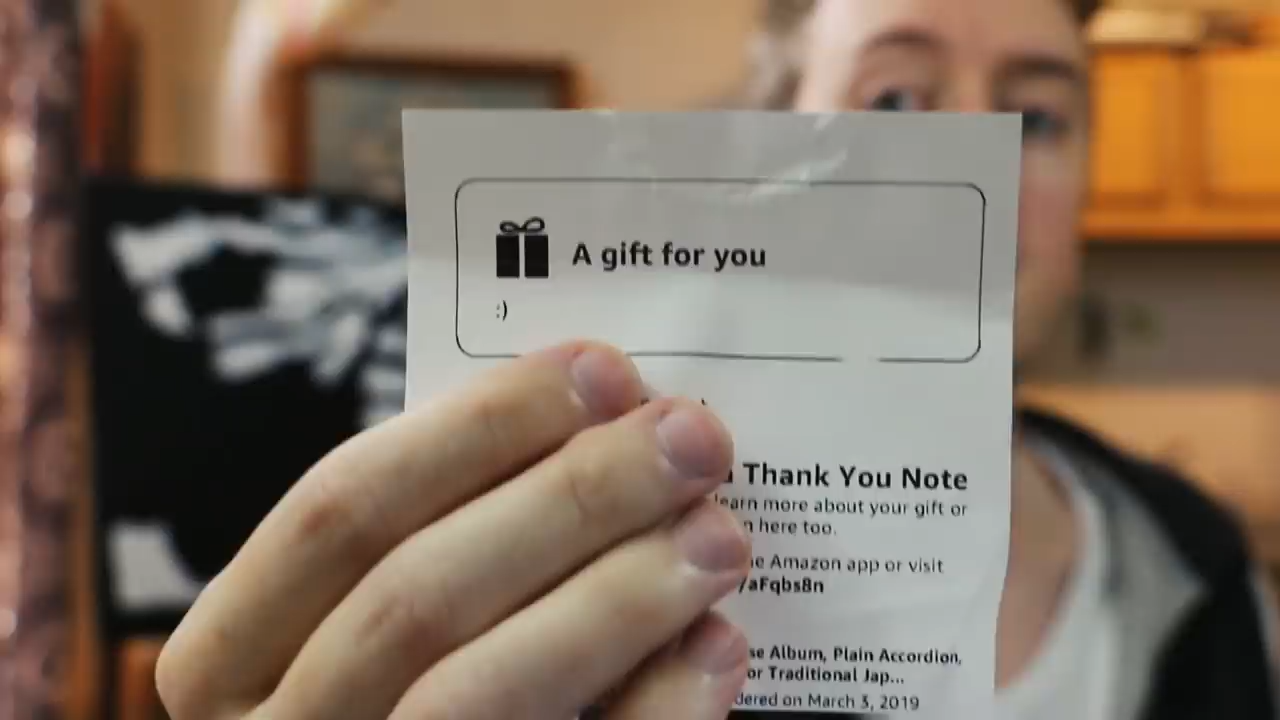 A gift for you
:)
Thank You Note
learn more about your gift or
here too.
Amazon app or visit
/aFqbs8n
Album, Plain Accordion,
or Traditional Jap...
on March 3, 2019